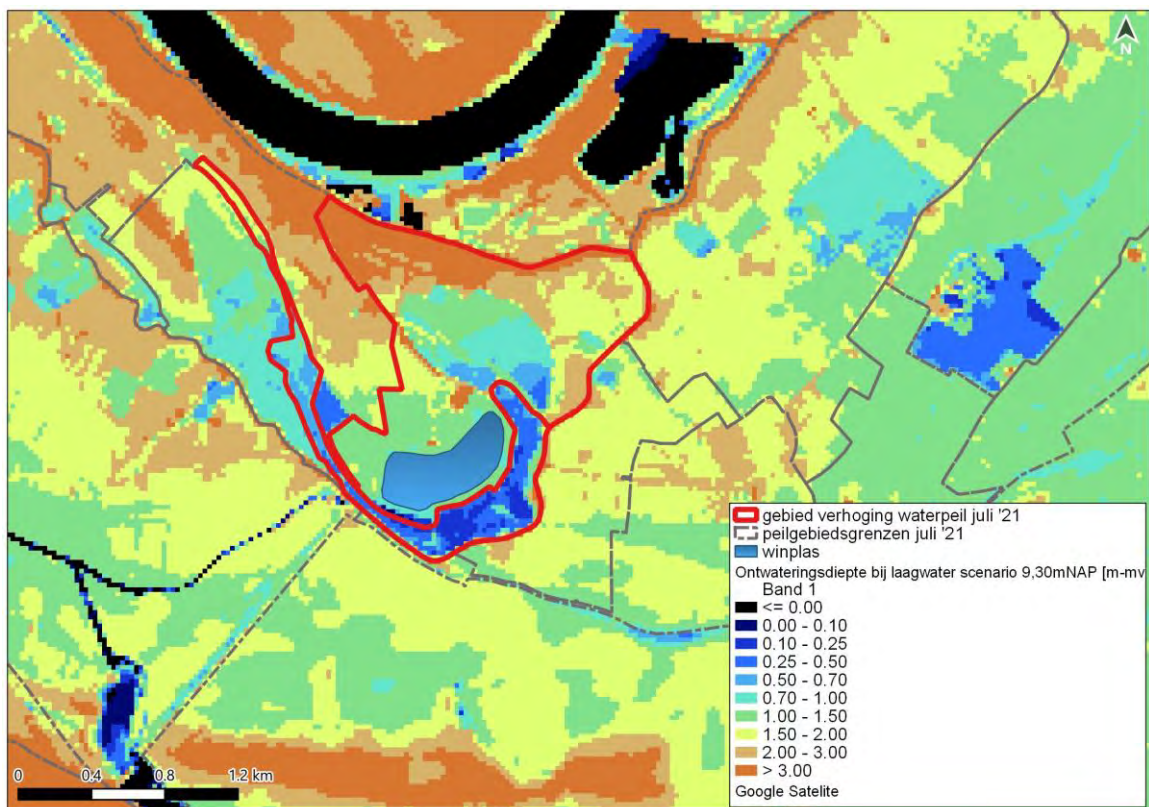 N
gebied verhoging waterpeil juli '21
peilgebiedsgrenzen juli '21
winplas
Ontwateringsdiepte bij laagwater scenario 9,30mNAP [m-mv
Band 1
<= 0.00
0.00 - 0.10
0.10 - 0.25
0.25 - 0.50
0.50 - 0.70
0.70 - 1.00
1.00 - 1.50
1.50 - 2.00
2.00 - 3.00
> 3.00
Google Satelite
0 0.4 0.8 1.2 km